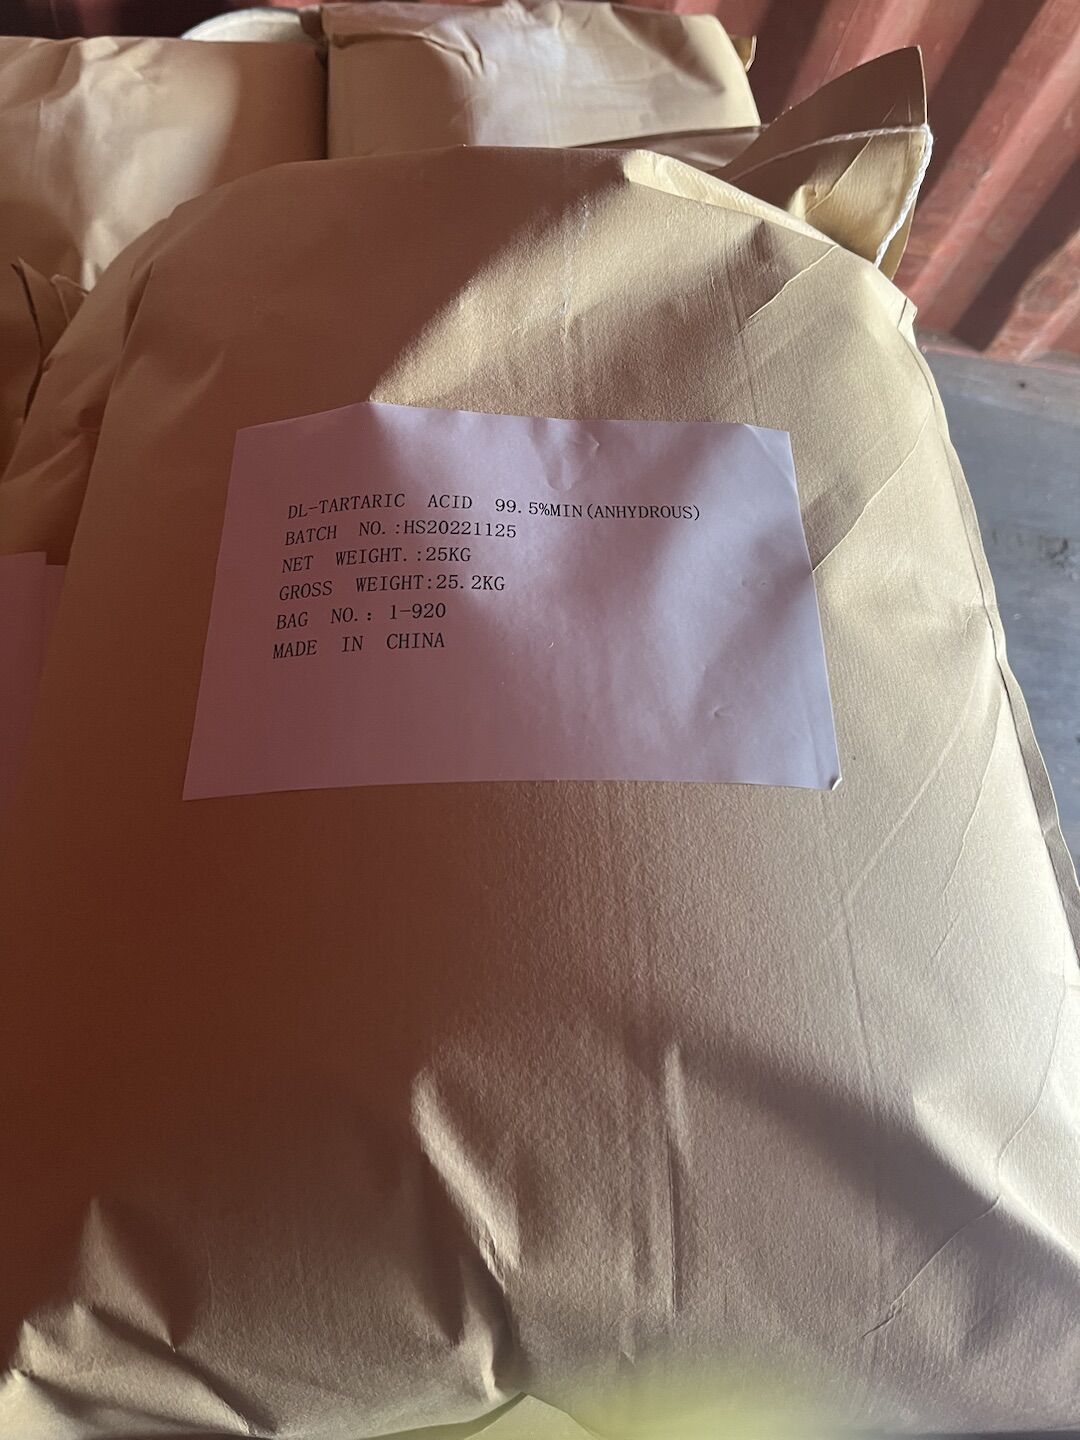 DL-TARTARIC ACID 99.5%MIN(ANHYDROUS)
BATCH NO.:HS20221125
NET WEIGHT.:25KG
GROSS WEIGHT:25.2KG
BAG NO.: 1-920
MADE IN CHINA